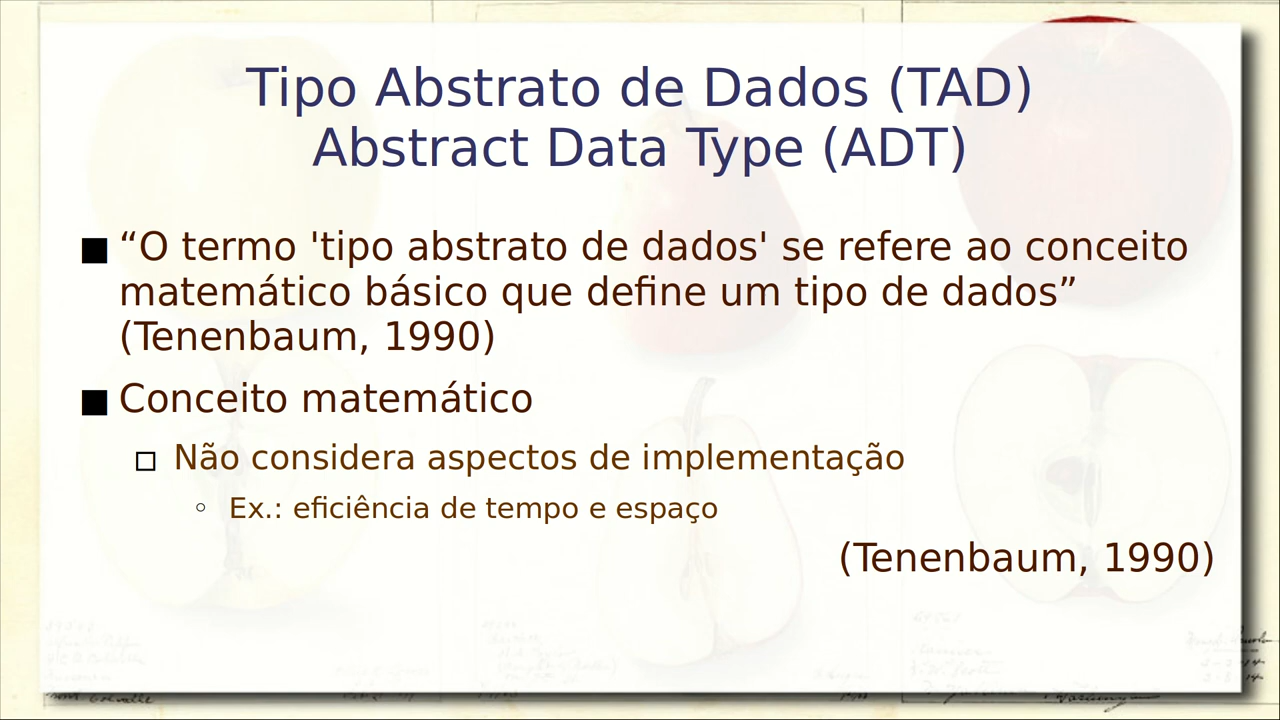 Tipo Abstrato de Dados (TAD)
Abstract Data Type (ADT)
“O termo 'tipo abstrato de dados' se refere ao conceito
matemático básico que define um tipo de dados”
(Tenenbaum, 1990)
Conceito matemático
Não considera aspectos de implementação
Ex.: eficiência de tempo e espaço
(Tenenbaum, 1990)